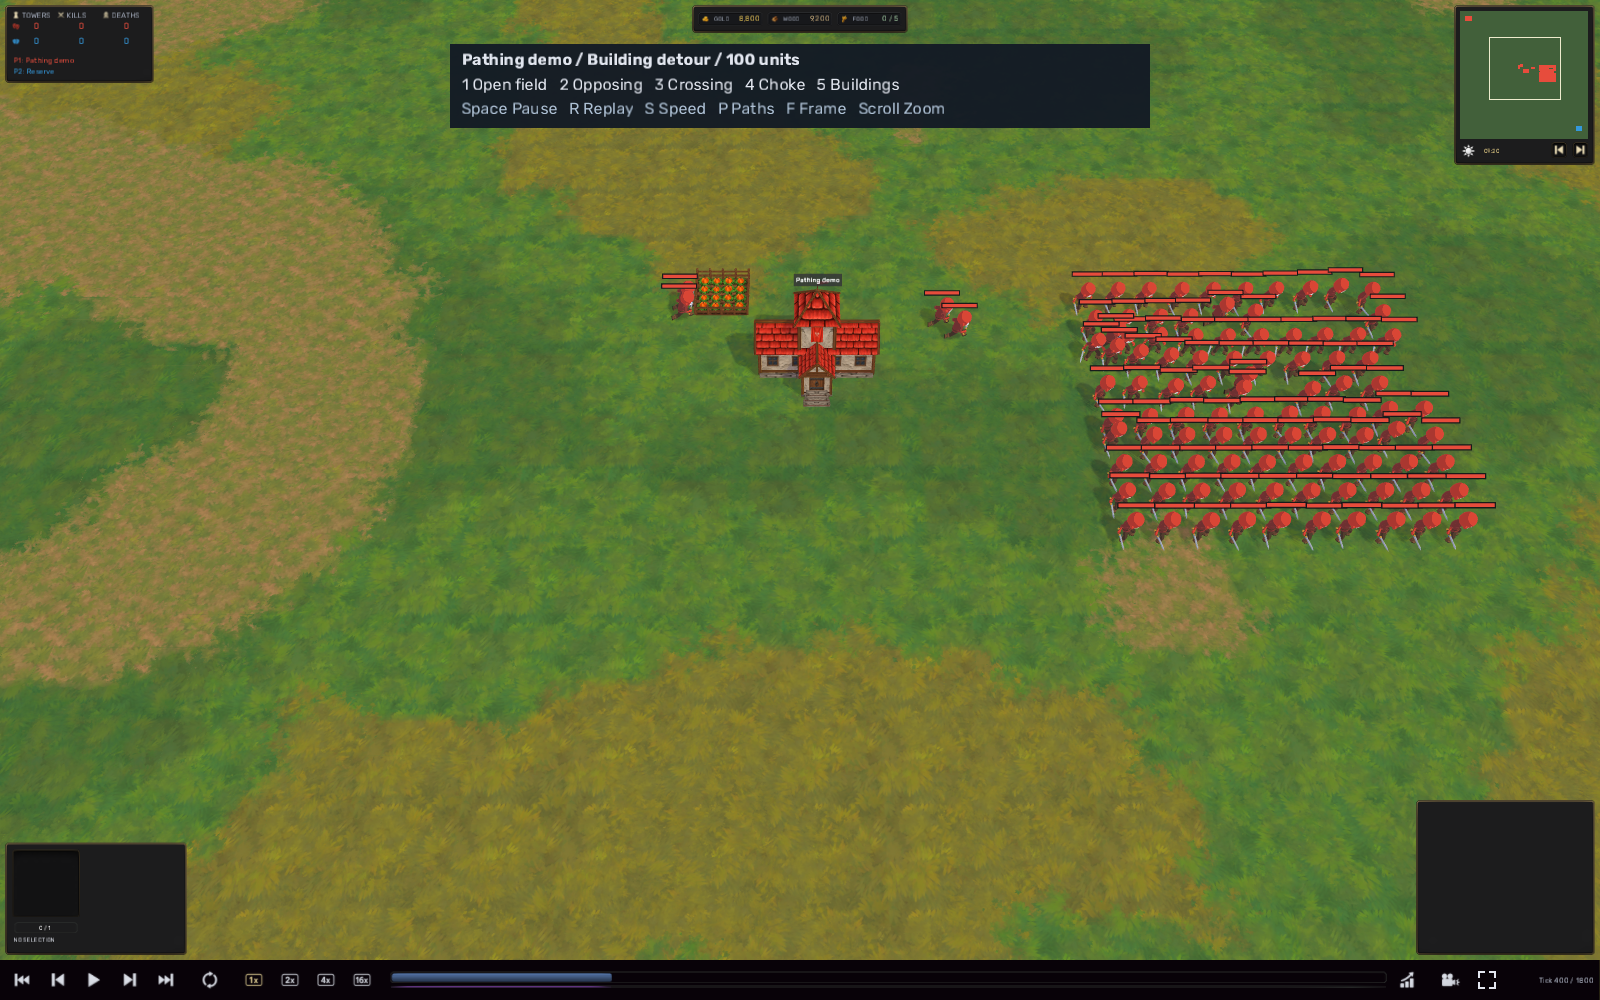 TOWERS KILLS DEATHS
0 0 0
0 0 0
P1: Pathing demo
P2: Reserve
GOLD 8,800 WOOD 9200 FOOD 0 / 5
Pathing demo / Building detour / 100 units
1 Open field 2 Opposing 3 Crossing 4 Choke 5 Buildings
Space Pause R Replay S Speed P Paths F Frame Scroll Zoom
09:20
Pathing demo
0 / 1
NO SELECTION
1x 2x 4x 16x
Tick 400 / 1800